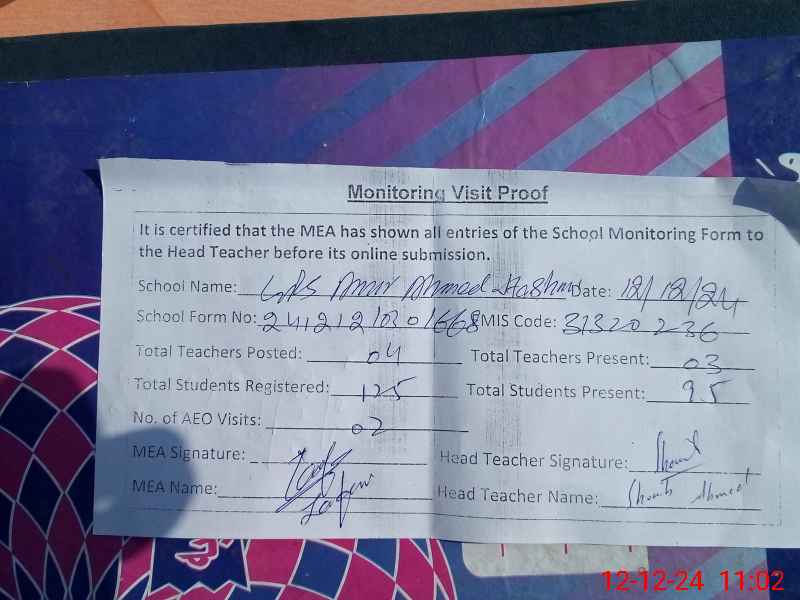 Monitoring Visit Proof
It is certified that the MEA has shown all entries of the School Monitoring Form to
the Head Teacher before its online submission.
School Name: GPS Amir Ahmed Date: 12/12/24
School Form No: 24121210301668 EMIS Code: 31320236
Total Teachers Posted: 04 Total Teachers Present: 03
Total Students Registered: 125 Total Students Present: 95
No. of AEO Visits: 02
MEA Signature: Head Teacher Signature:
MEA Name: Head Teacher Name: Ahmed
12-12-24 11:02